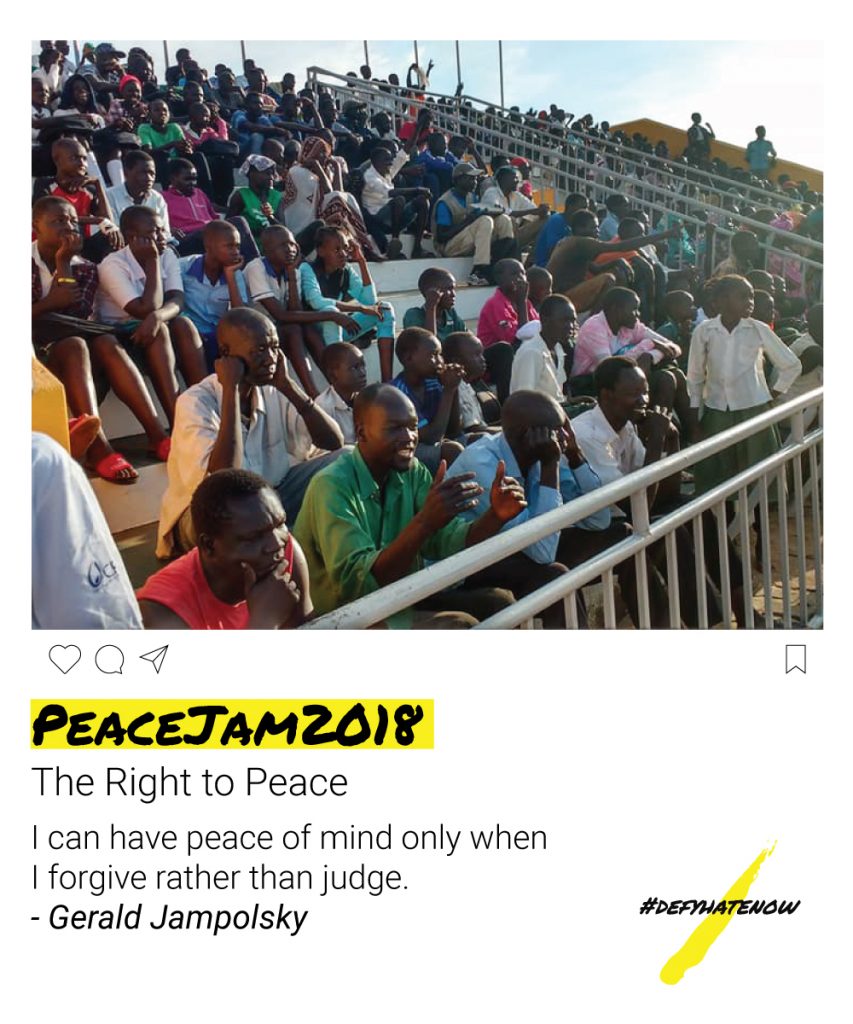 PeaceJam2018
The Right to Peace
I can have peace of mind only when
I forgive rather than judge.
- Gerald Jampolsky
#defyhatenow